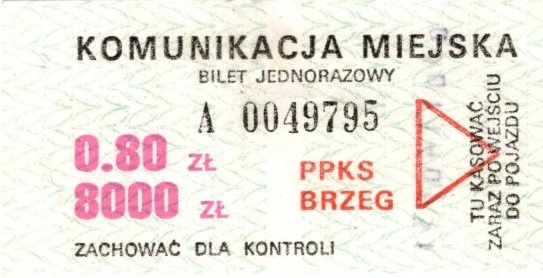 KOMUNIKACJA MIEJSKA
BILET JEDNORAZOWY
A 0049795
0.80 ZŁ
8000 ZŁ
PPKS
BRZEG
TU KASOWAĆ
ZARAZ PO WEJŚCIU
DO POJAZDU
ZACHOWAĆ DLA KONTROLI